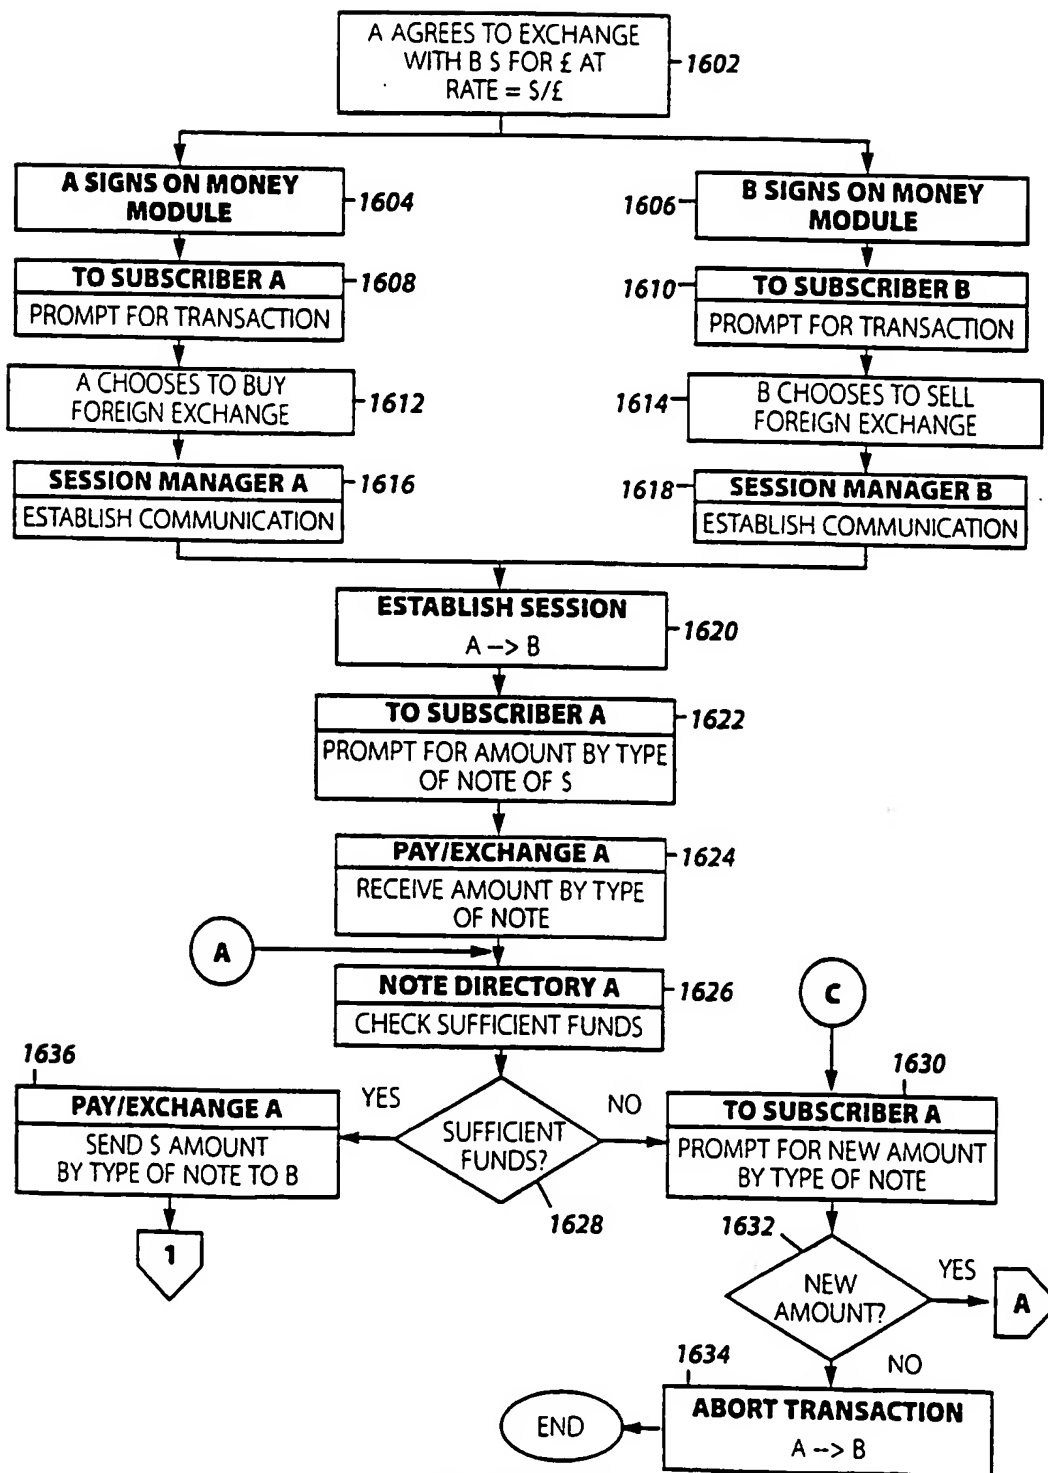 A AGREES TO EXCHANGE
WITH B $ FOR £ AT
RATE = $/£
1602
A SIGNS ON MONEY
MODULE
1604
1606
B SIGNS ON MONEY
MODULE
TO SUBSCRIBER A
1608
PROMPT FOR TRANSACTION
1610
TO SUBSCRIBER B
PROMPT FOR TRANSACTION
A CHOOSES TO BUY
FOREIGN EXCHANGE
1612
1614
B CHOOSES TO SELL
FOREIGN EXCHANGE
SESSION MANAGER A
1616
ESTABLISH COMMUNICATION
1618
SESSION MANAGER B
ESTABLISH COMMUNICATION
ESTABLISH SESSION
A --> B
1620
TO SUBSCRIBER A
1622
PROMPT FOR AMOUNT BY TYPE
OF NOTE OF $
PAY/EXCHANGE A
1624
RECEIVE AMOUNT BY TYPE
OF NOTE
A
NOTE DIRECTORY A
1626
CHECK SUFFICIENT FUNDS
C
1636
PAY/EXCHANGE A
SEND $ AMOUNT
BY TYPE OF NOTE TO B
YES
SUFFICIENT
FUNDS?
NO
1628
1630
TO SUBSCRIBER A
PROMPT FOR NEW AMOUNT
BY TYPE OF NOTE
1
1632
NEW
AMOUNT?
YES
A
NO
1634
ABORT TRANSACTION
A --> B
END